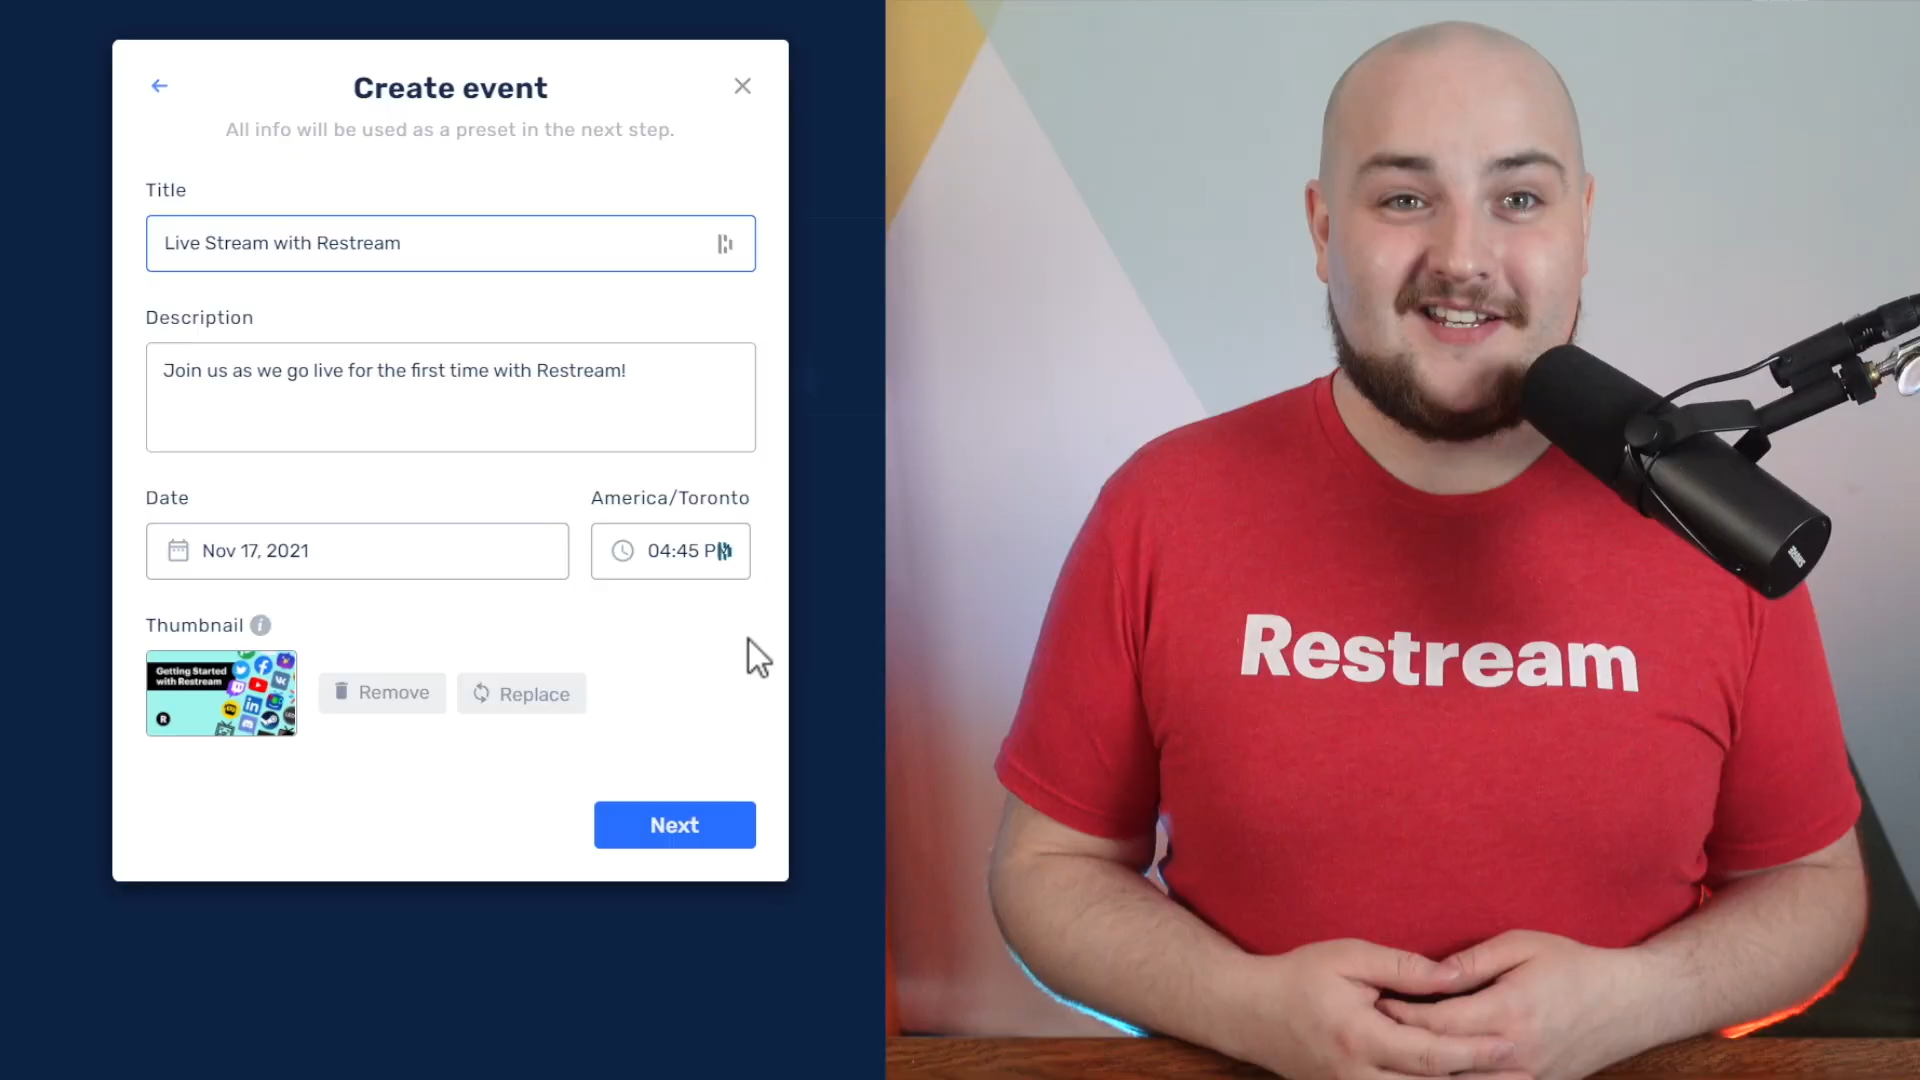 Create event
All info will be used as a preset in the next step.
Title
Live Stream with Restream
Description
Join us as we go live for the first time with Restream!
Date
America/Toronto
Nov 17, 2021
04:45 P
Thumbnail
Getting Started
with Restream
R
Remove
Replace
Next
Restream